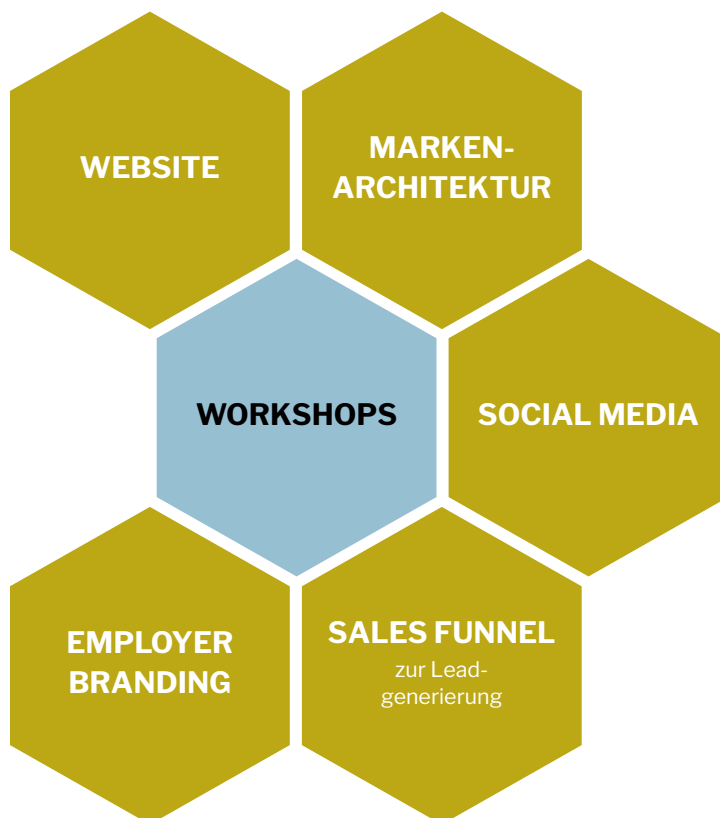 WEBSITE
MARKEN-
ARCHITEKTUR
WORKSHOPS
SOCIAL MEDIA
EMPLOYER
BRANDING
SALES FUNNEL
zur Lead-
generierung